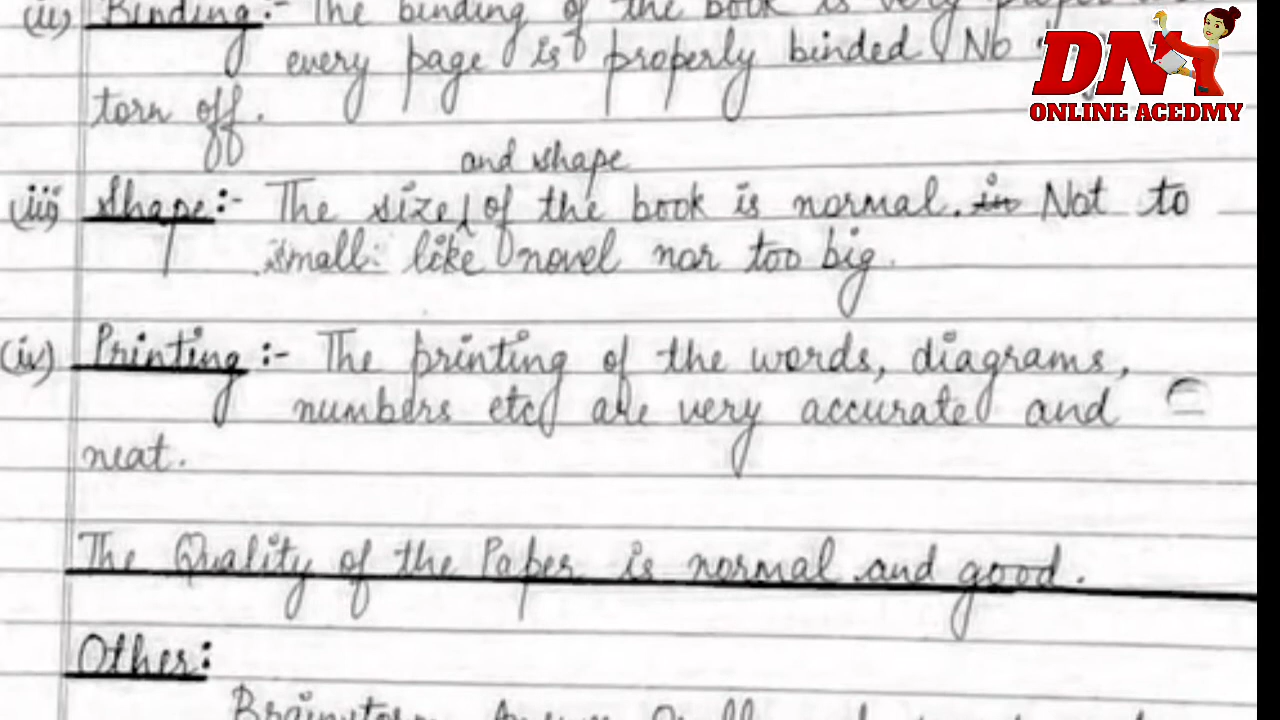 (ii) Binding:- The binding of the book is very
every page is properly binded No
torn off.
and shape
(iii) Shape:- The size of the book is normal. in Not to
small: like novel nor too big.
(iv) Printing:- The printing of the words, diagrams,
numbers etc are very accurate and
neat.
The Quality of the Paper is normal and good.
Other:
Brainstorm
DNA
ONLINE ACEDMY